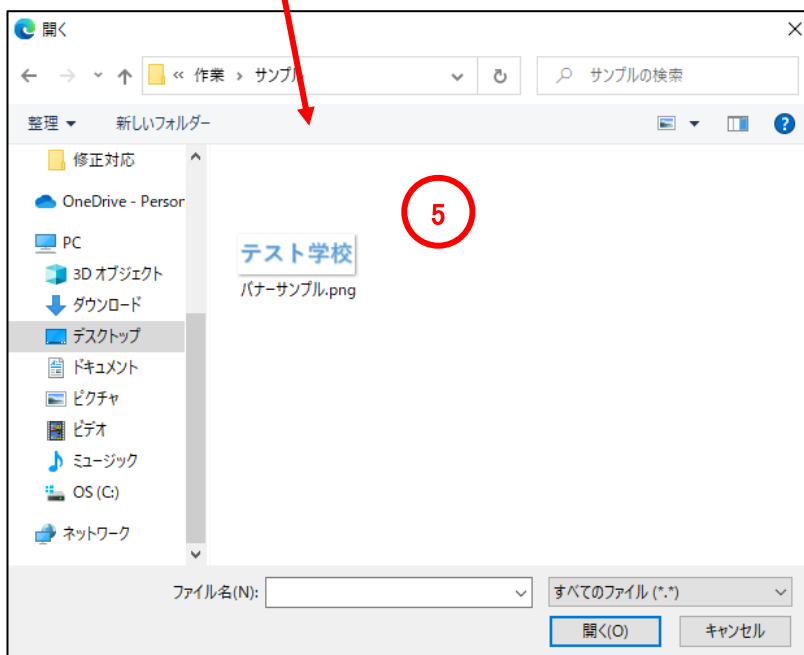 開く
« 作業 › サンプル
サンプルの検索
整理 新しいフォルダー
修正対応
OneDrive - Person
PC
3D オブジェクト
ダウンロード
デスクトップ
ドキュメント
ピクチャ
ビデオ
ミュージック
OS (C:)
ネットワーク
5
テスト学校
バナーサンプル.png
ファイル名(N):
すべてのファイル (*.*)
開く(O)
キャンセル